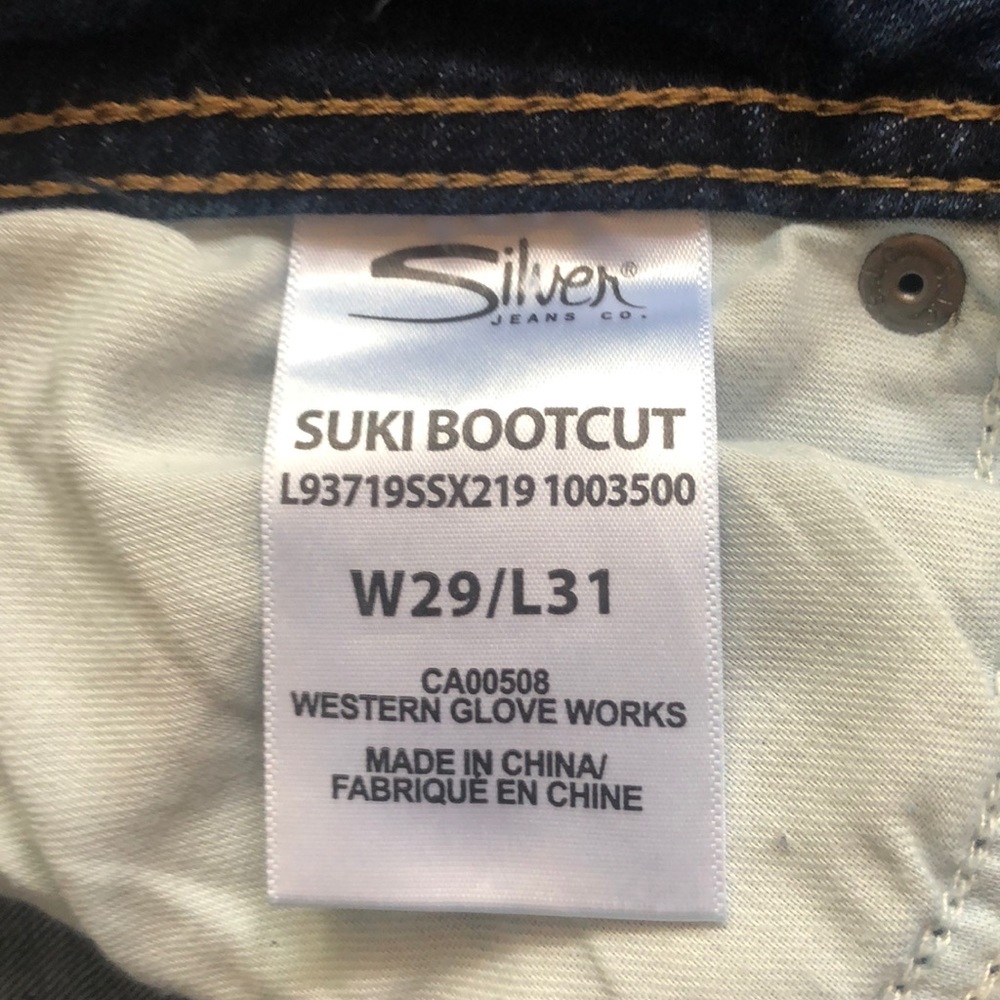 Silver®
JEANS CO.
SUKI BOOTCUT
L93719SSX219 1003500
W29/L31
CA00508
WESTERN GLOVE WORKS
MADE IN CHINA/
FABRIQUÉ EN CHINE